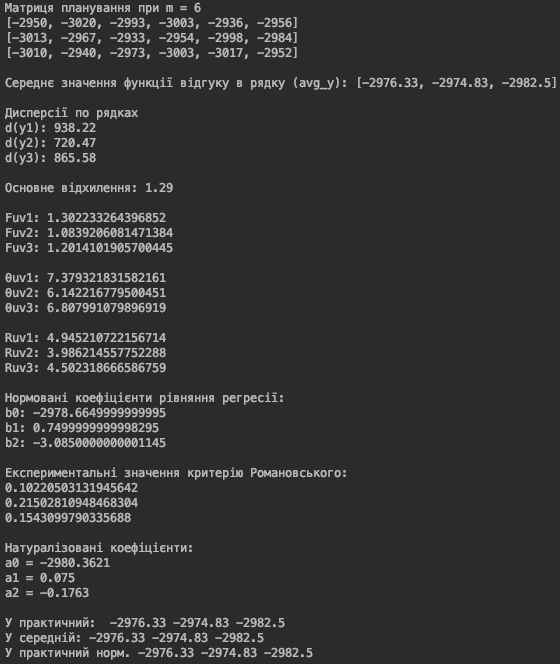 Матриця планування при m = 6
[-2950, -3020, -2993, -3003, -2936, -2956]
[-3013, -2967, -2933, -2954, -2998, -2984]
[-3010, -2940, -2973, -3003, -3017, -2952]
Середнє значення функції відгуку в рядку (avg_y): [-2976.33, -2974.83, -2982.5]
Дисперсії по рядках
d(y1): 938.22
d(y2): 720.47
d(y3): 865.58
Основне відхилення: 1.29
Fuv1: 1.302233264396852
Fuv2: 1.0839206081471384
Fuv3: 1.2014101905700445
θuv1: 7.379321831582161
θuv2: 6.142216779500451
θuv3: 6.807991079896919
Ruv1: 4.945210722156714
Ruv2: 3.986214557752288
Ruv3: 4.502318666586759
Нормовані коефіцієнти рівняння регресії:
b0: -2978.6649999999995
b1: 0.7499999999998295
b2: -3.0850000000001145
Експериментальні значення критерію Романовського:
0.10220503131945642
0.21502810948468304
0.1543099790335688
Натуралізовані коефіцієнти:
a0 = -2980.3621
a1 = 0.075
a2 = -0.1763
У практичний:  -2976.33 -2974.83 -2982.5
У середній: -2976.33 -2974.83 -2982.5
У практичний норм. -2976.33 -2974.83 -2982.5